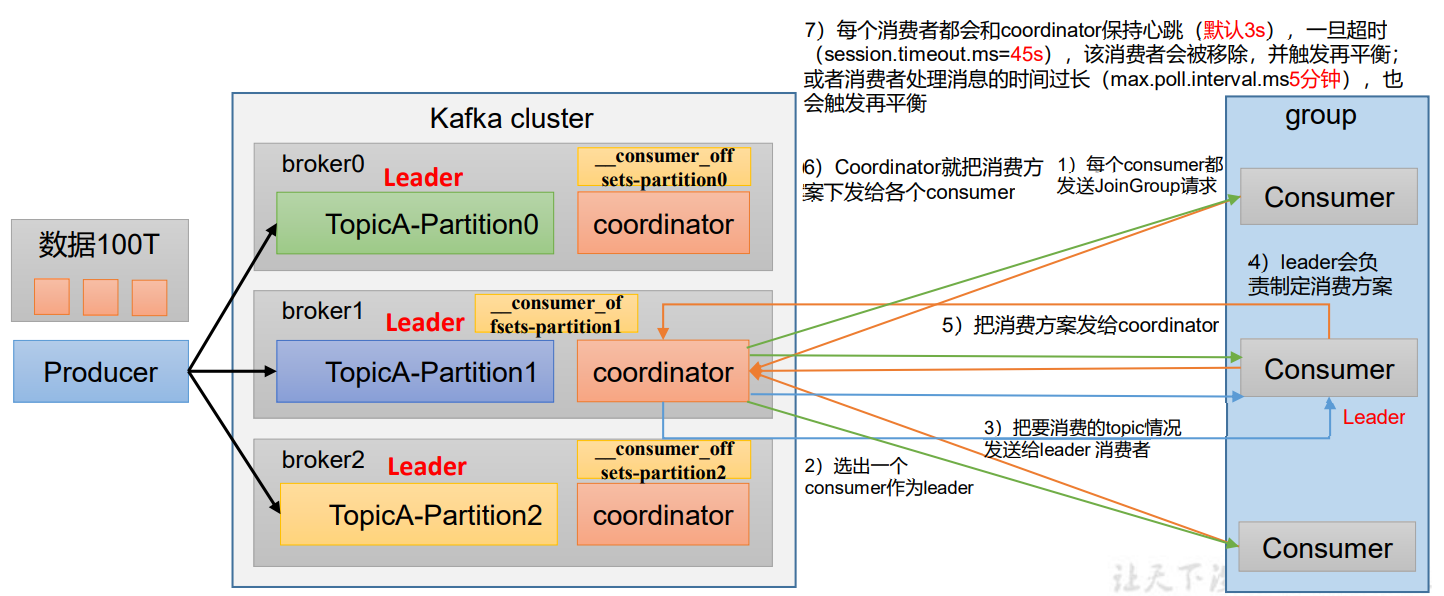 7）每个消费者都会和coordinator保持心跳（默认3s），一旦超时
（session.timeout.ms=45s），该消费者会被移除，并触发再平衡；
或者消费者处理消息的时间过长（max.poll.interval.ms5分钟），也
会触发再平衡
Kafka cluster
group
broker0
Leader
__consumer_off
sets-partition0
TopicA-Partition0
coordinator
6）Coordinator就把消费方
案下发给各个consumer
1）每个consumer都
发送JoinGroup请求
Consumer
数据100T
4）leader会负
责制定消费方案
broker1
Leader
__consumer_of
fsets-partition1
5）把消费方案发给coordinator
Producer
TopicA-Partition1
coordinator
Consumer
Leader
3）把要消费的topic情况
发送给leader 消费者
broker2
Leader
__consumer_off
sets-partition2
2）选出一个
consumer作为leader
TopicA-Partition2
coordinator
Consumer
让天下